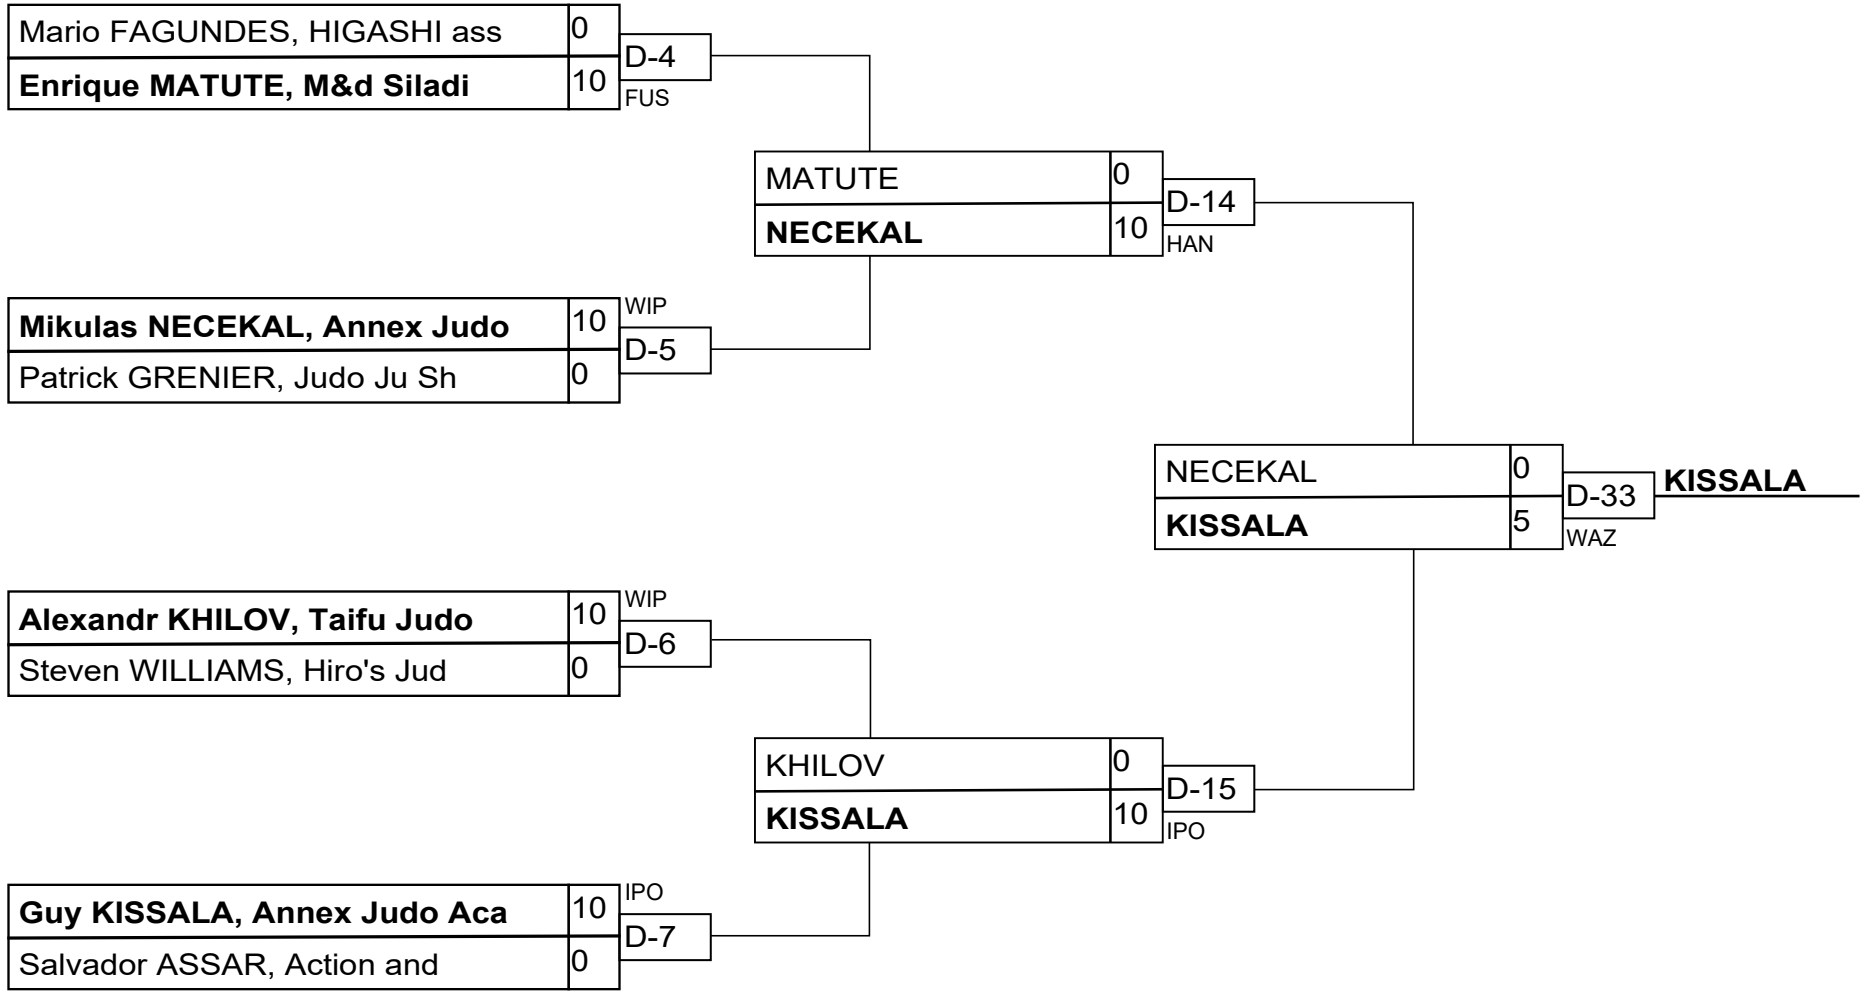 Mario FAGUNDES, HIGASHI ass 0
D-4
Enrique MATUTE, M&d Siladi 10
FUS
MATUTE 0
D-14
NECEKAL 10
HAN
WIP
Mikulas NECEKAL, Annex Judo 10
D-5
Patrick GRENIER, Judo Ju Sh 0
NECEKAL 0
D-33
KISSALA
KISSALA 5
WAZ
WIP
Alexandr KHILOV, Taifu Judo 10
D-6
Steven WILLIAMS, Hiro's Jud 0
KHILOV 0
D-15
KISSALA 10
IPO
IPO
Guy KISSALA, Annex Judo Aca 10
D-7
Salvador ASSAR, Action and 0